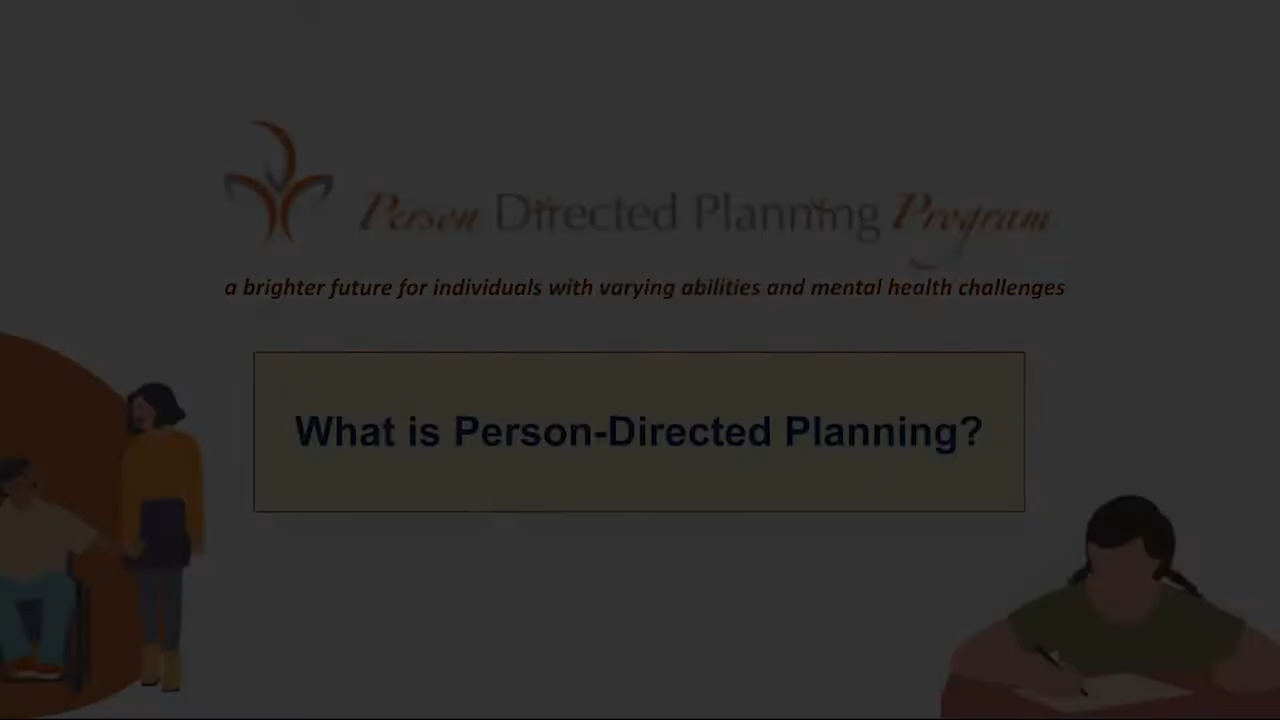 Person Directed Planning Program
a brighter future for individuals with varying abilities and mental health challenges
What is Person-Directed Planning?